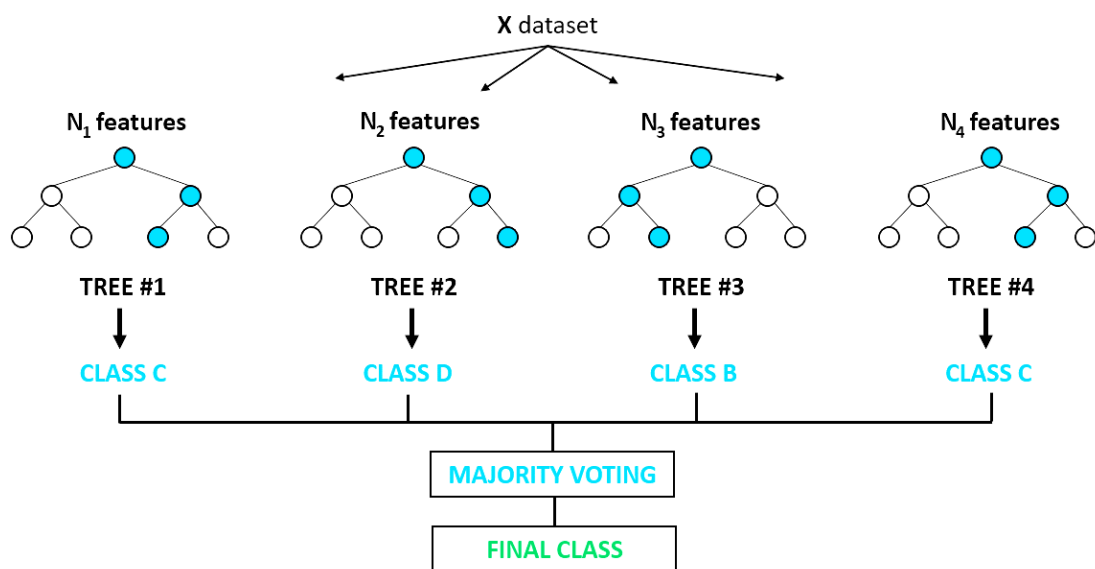 X dataset
N₁ features
N₂ features
N₃ features
N₄ features
TREE #1
TREE #2
TREE #3
TREE #4
CLASS C
CLASS D
CLASS B
CLASS C
MAJORITY VOTING
FINAL CLASS